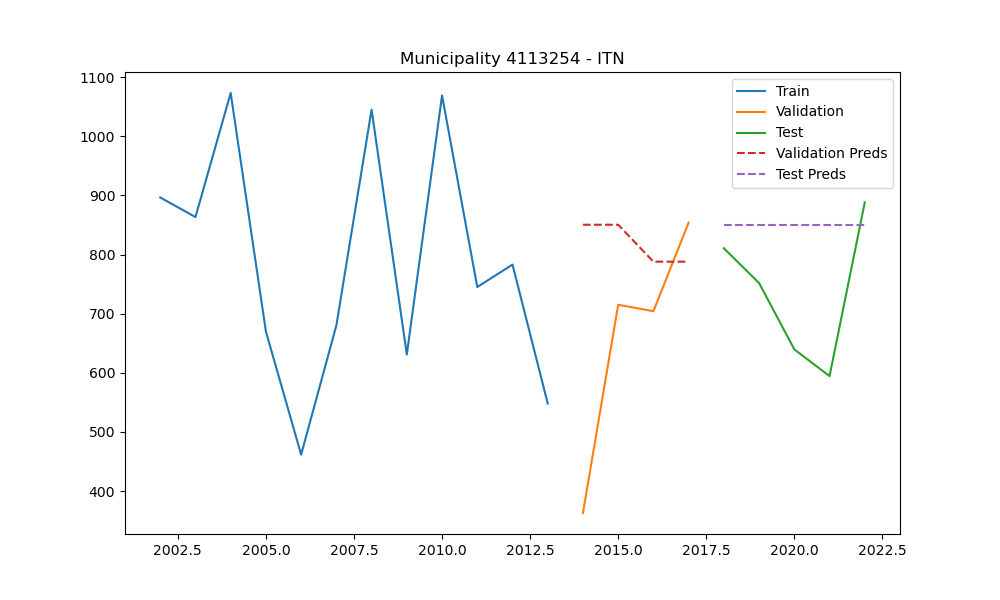 Municipality 4113254 - ITN
1100
1000
900
800
700
600
500
400
Train
Validation
Test
Validation Preds
Test Preds
2002.5 2005.0 2007.5 2010.0 2012.5 2015.0 2017.5 2020.0 2022.5